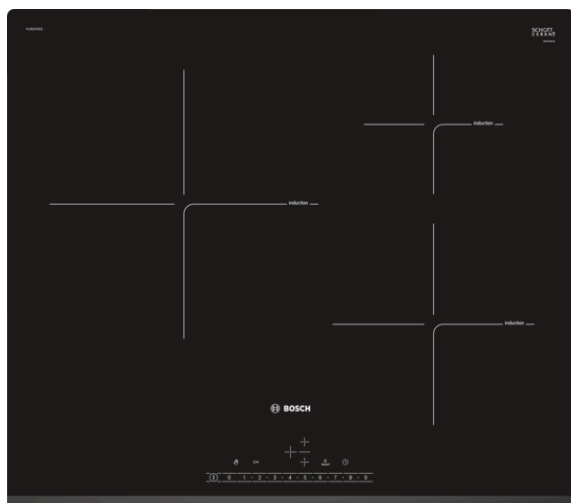 SCHOTT
CERAN®
induction
induction
induction
BOSCH
0 1 · 2 · 3 · 4 · 5 · 6 · 7 · 8 · 9